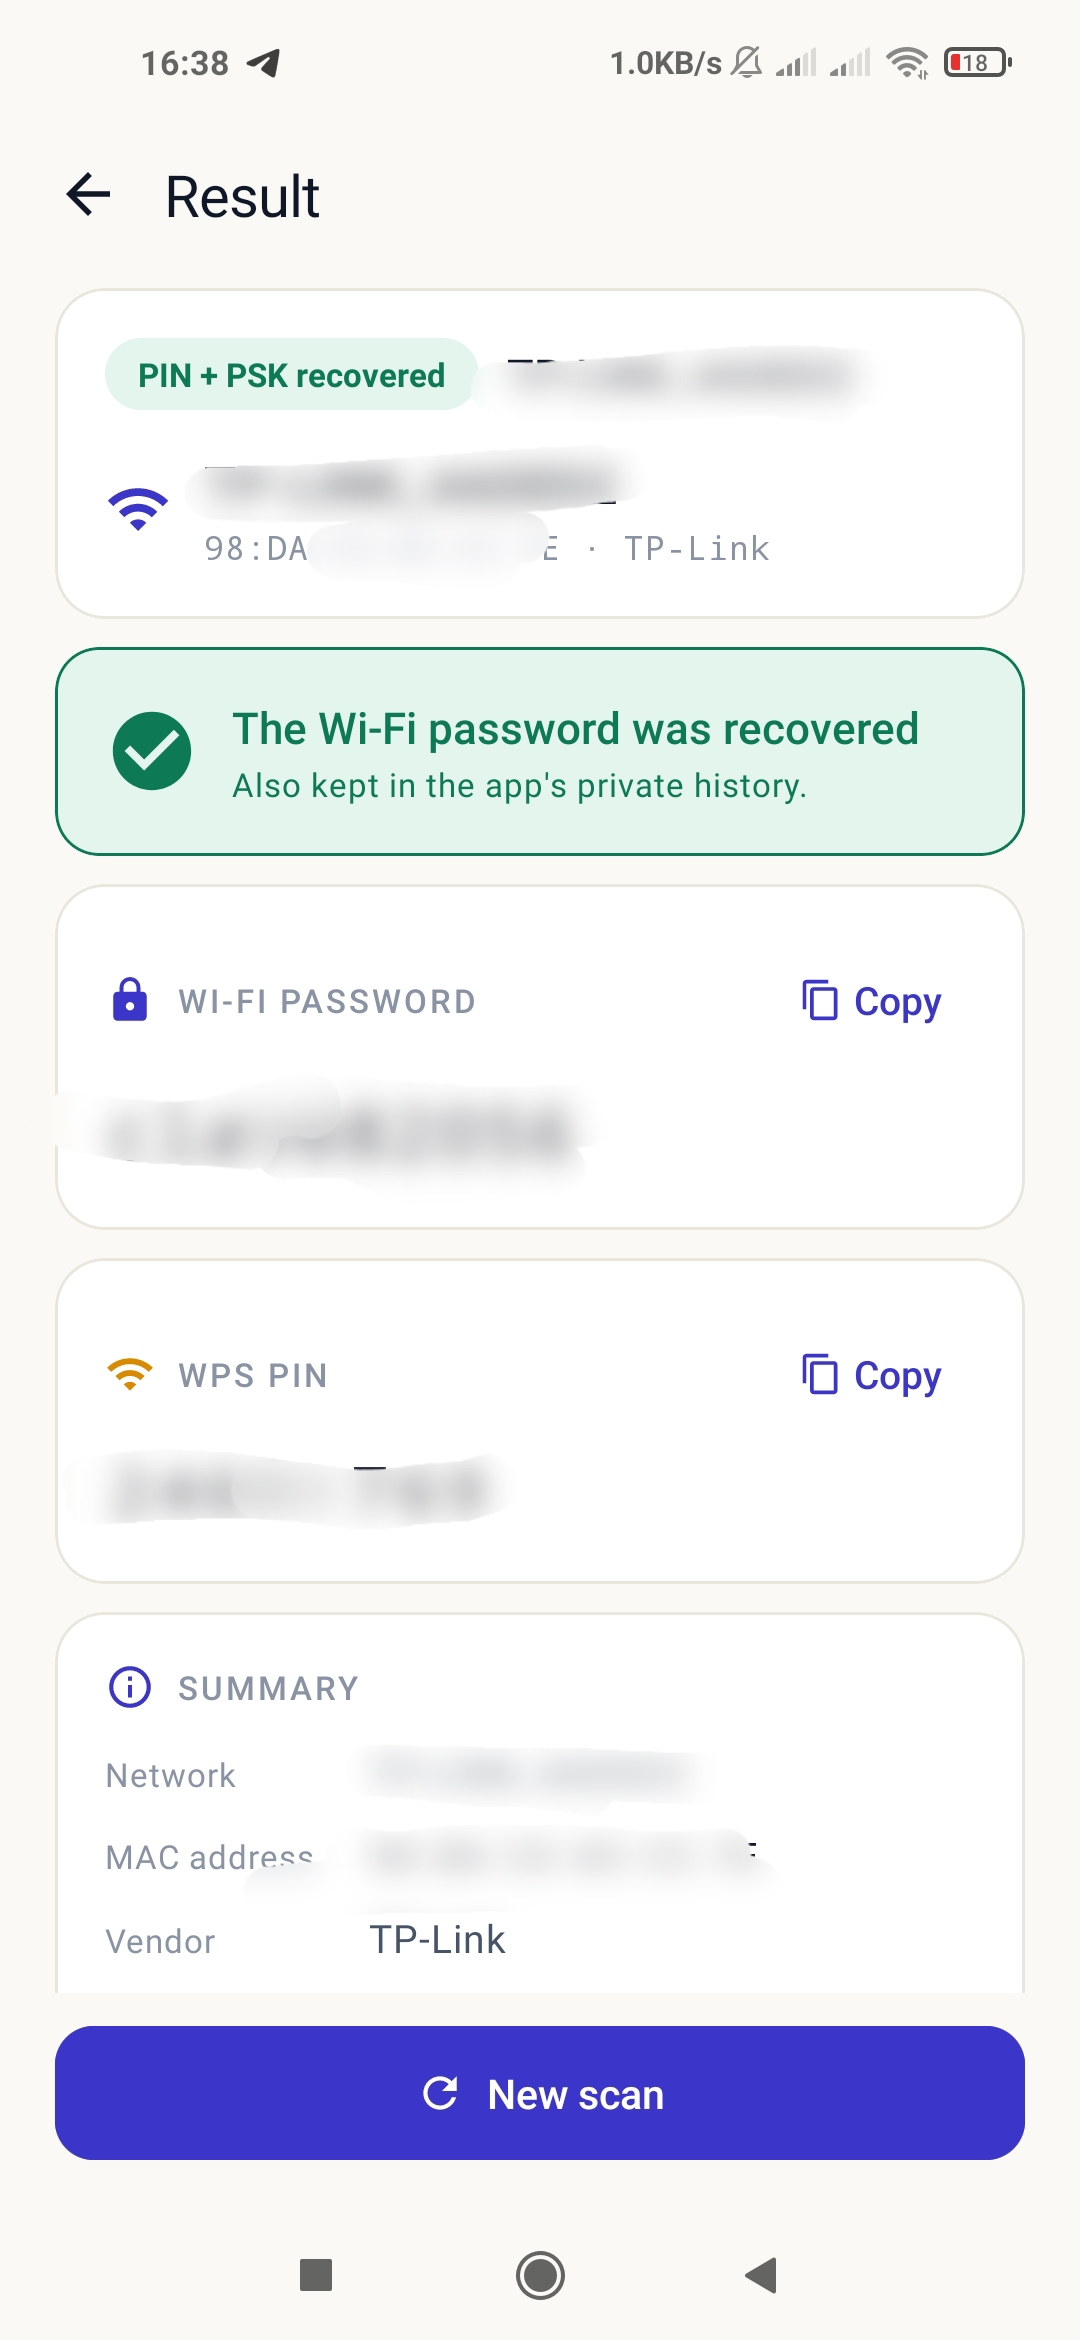 16:38
1.0KB/s
18
Result
PIN + PSK recovered
98:DA
E · TP-Link
The Wi-Fi password was recovered
Also kept in the app's private history.
WI-FI PASSWORD
Copy
WPS PIN
Copy
SUMMARY
Network
MAC address
Vendor TP-Link
New scan